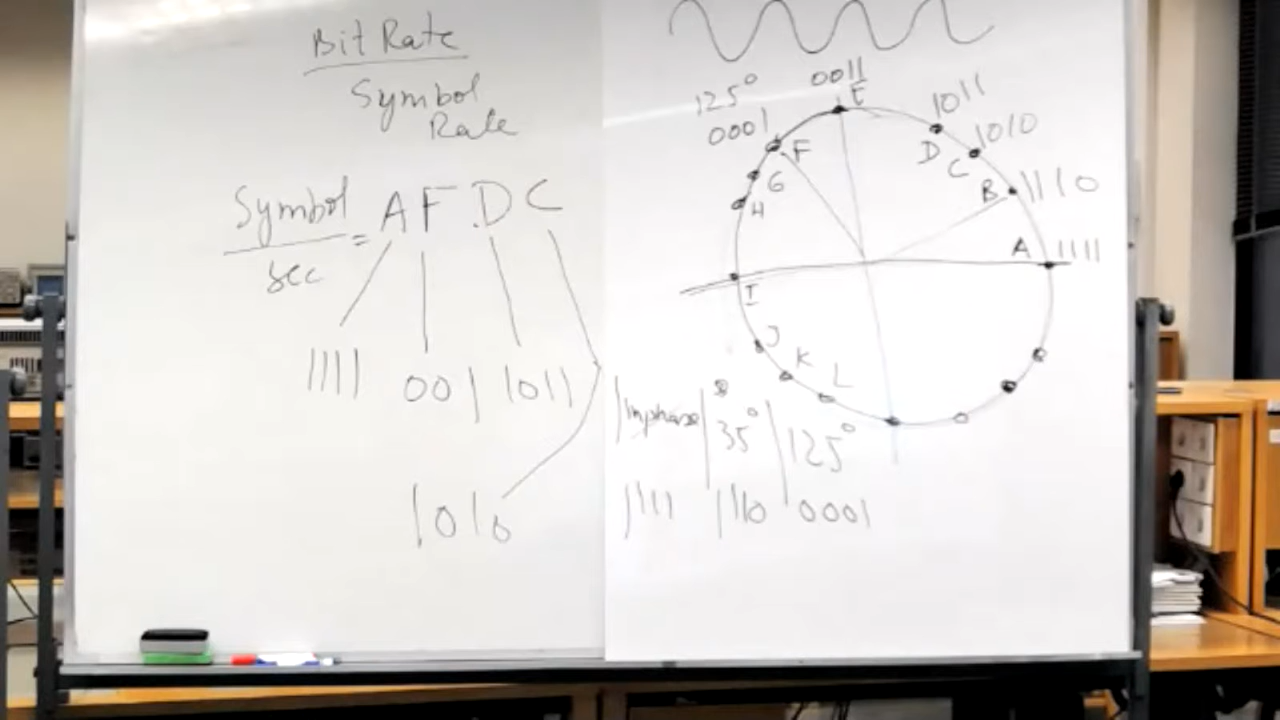 Bit Rate
Symbol
Rate
Symbol
sec
= A F . D C
1111
001
1011
1010
125°
0001
0011
E
1011
D
1010
C
B
1110
A
1111
F
G
H
I
J
K
L
Inphase | 35° | 125°
1111 | 1110 | 0001